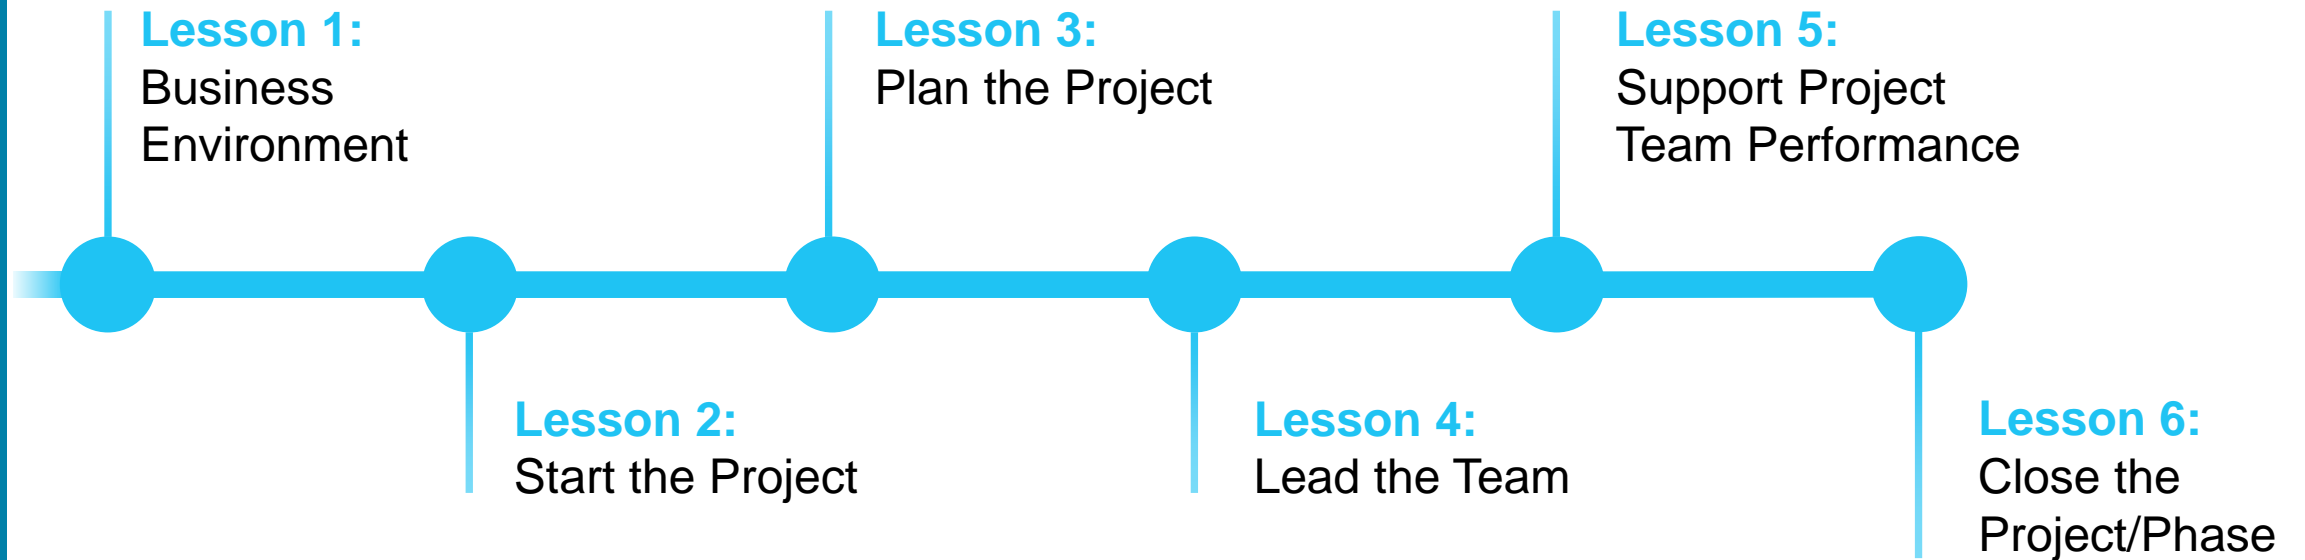 Lesson 1:
Business
Environment
Lesson 2:
Start the Project
Lesson 3:
Plan the Project
Lesson 4:
Lead the Team
Lesson 5:
Support Project
Team Performance
Lesson 6:
Close the
Project/Phase